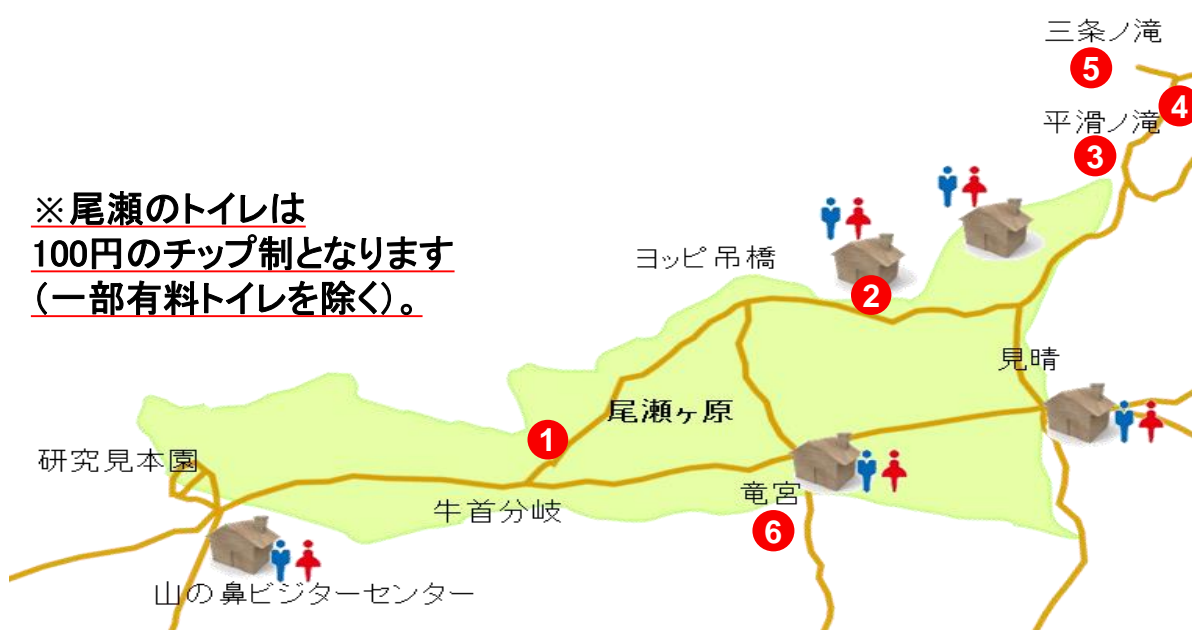 三条ノ滝
5
4
平滑ノ滝
3
※尾瀬のトイレは
100円のチップ制となります
（一部有料トイレを除く）。
ヨッピ吊橋
2
見晴
尾瀬ヶ原
1
研究見本園
竜宮
牛首分岐
6
山の鼻ビジターセンター